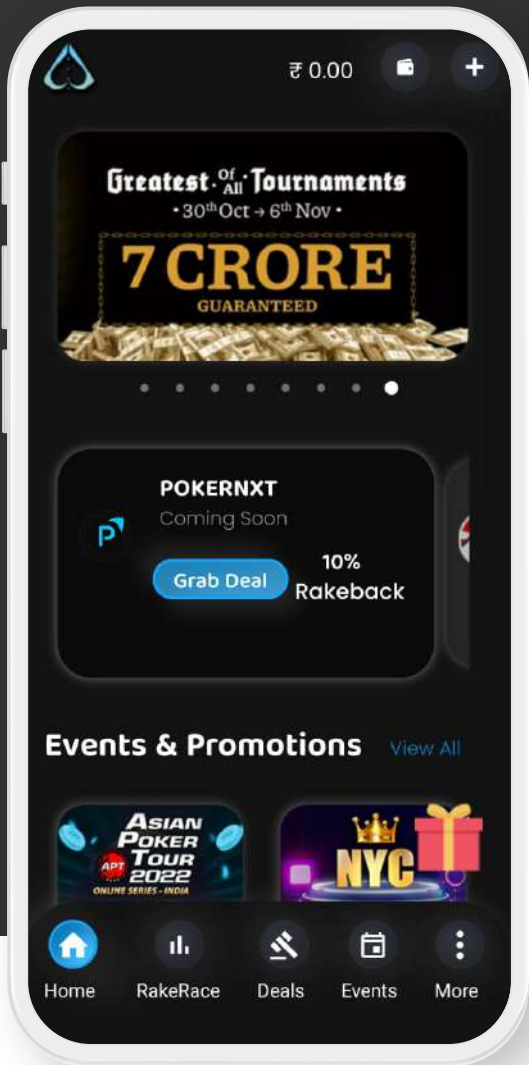 ₹ 0.00
Greatest Of All Tournaments
• 30th Oct → 6th Nov •
7 CRORE
GUARANTEED
POKERNXT
Coming Soon
Grab Deal
10%
Rakeback
Events & Promotions
View All
ASIAN
POKER
TOUR
APT
2022
ONLINE SERIES - INDIA
NYC
Home
RakeRace
Deals
Events
More